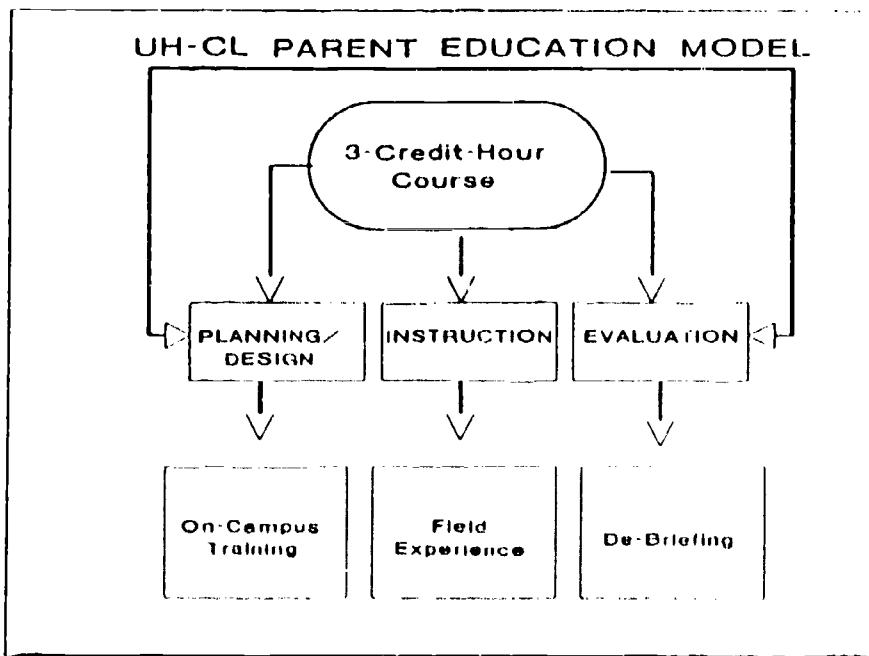 UH-CL PARENT EDUCATION MODEL
3-Credit-Hour
Course
PLANNING/
DESIGN
INSTRUCTION
EVALUATION
On-Campus
Training
Field
Experience
De-Briefing